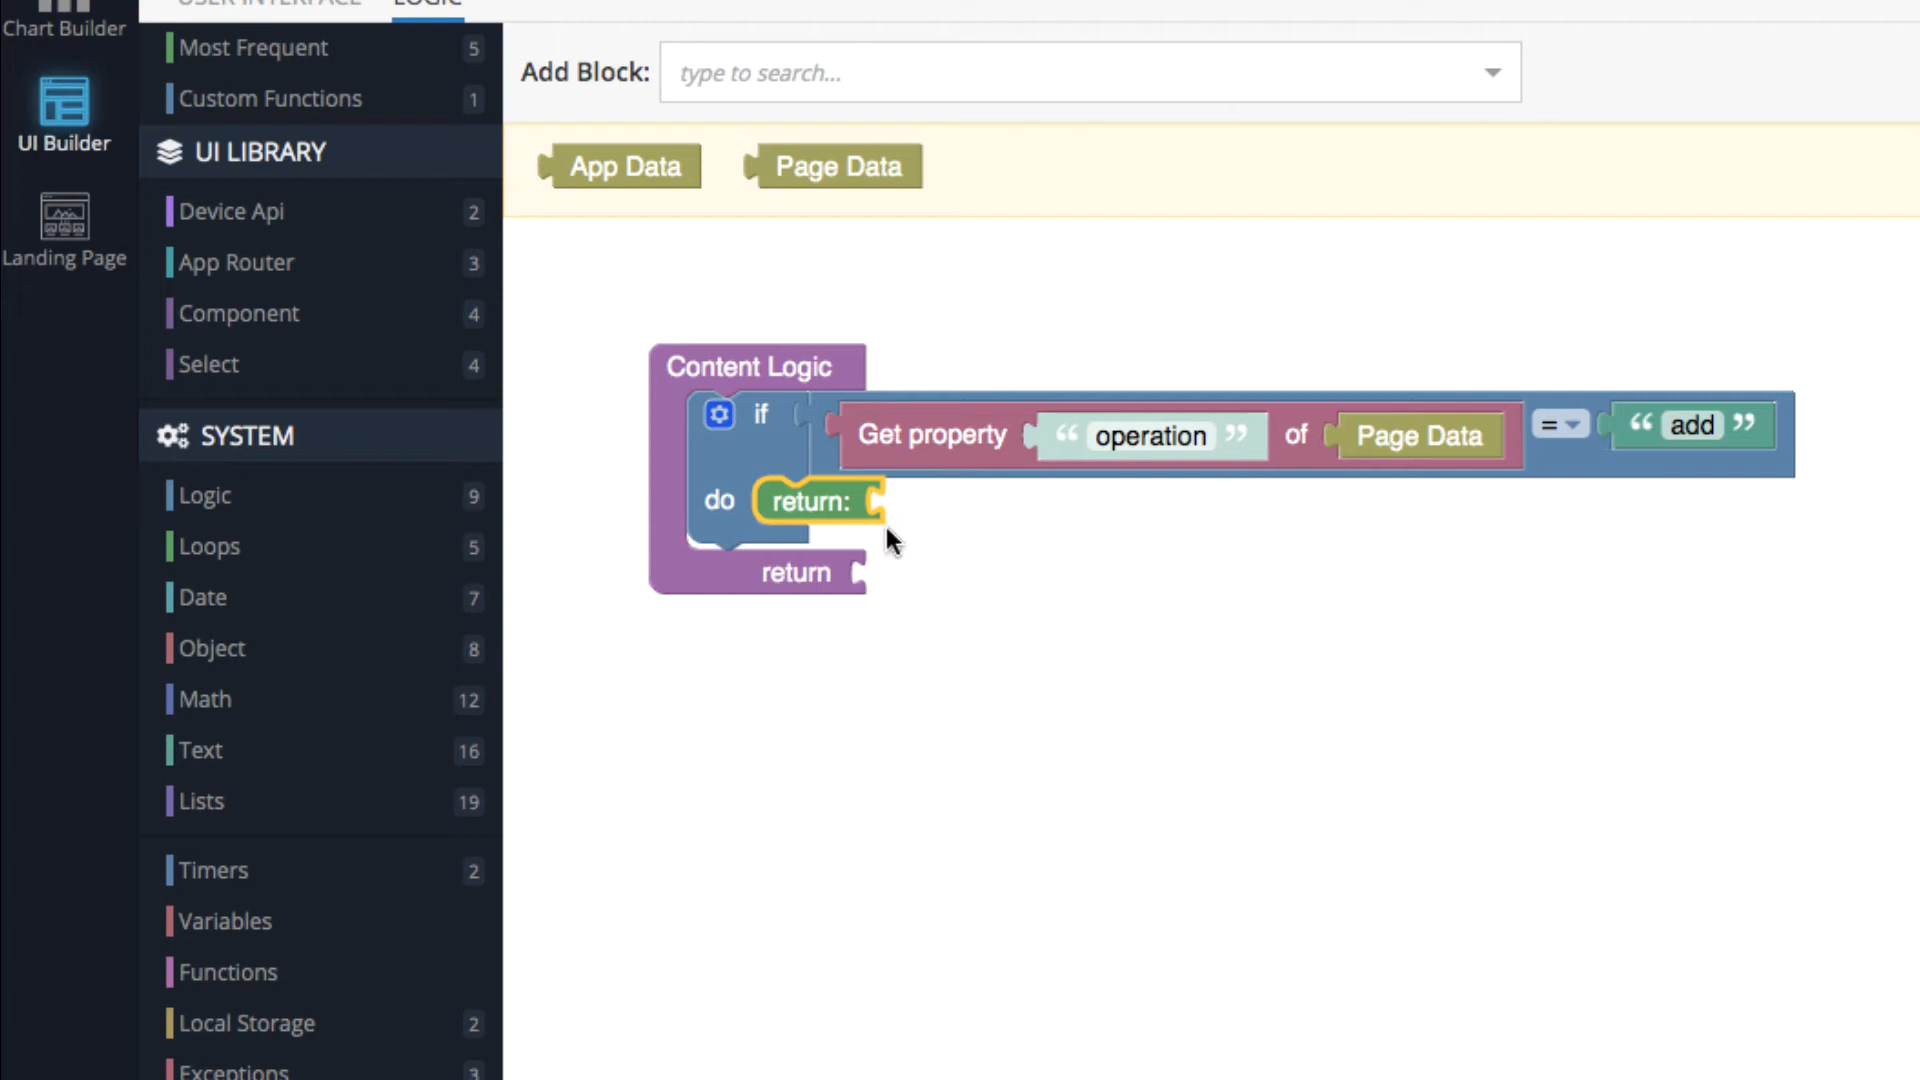 USER INTERFACE LOGIC
Chart Builder
UI Builder
Landing Page
Most Frequent 5
Custom Functions 1
UI LIBRARY
Device Api 2
App Router 3
Component 4
Select 4
SYSTEM
Logic 9
Loops 5
Date 7
Object 8
Math 12
Text 16
Lists 19
Timers 2
Variables
Functions
Local Storage 2
Exceptions 3
Add Block: type to search...
App Data Page Data
Content Logic
if Get property “ operation ” of Page Data = “ add ”
do return:
return